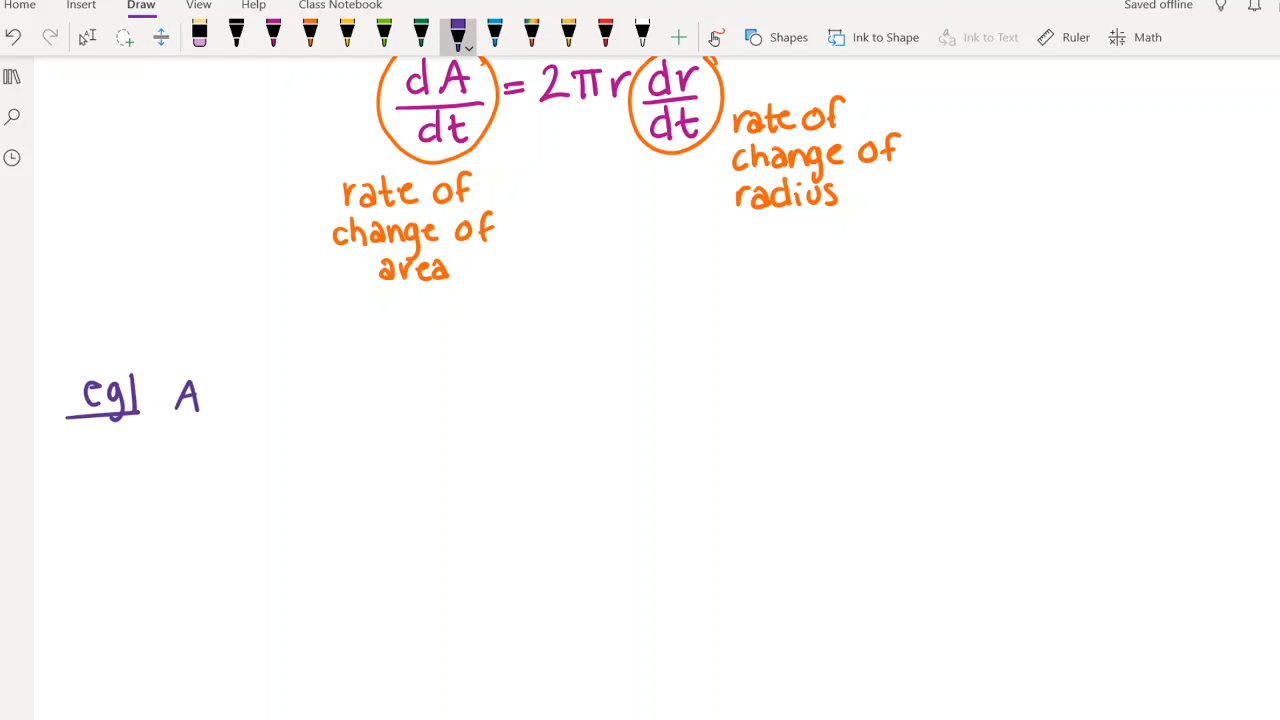 Home Insert Draw View Help Class Notebook Saved offline
Shapes Ink to Shape Ink to Text Ruler Math
dA/dt = 2πr dr/dt
rate of
change of
radius
rate of
change of
area
eg| A